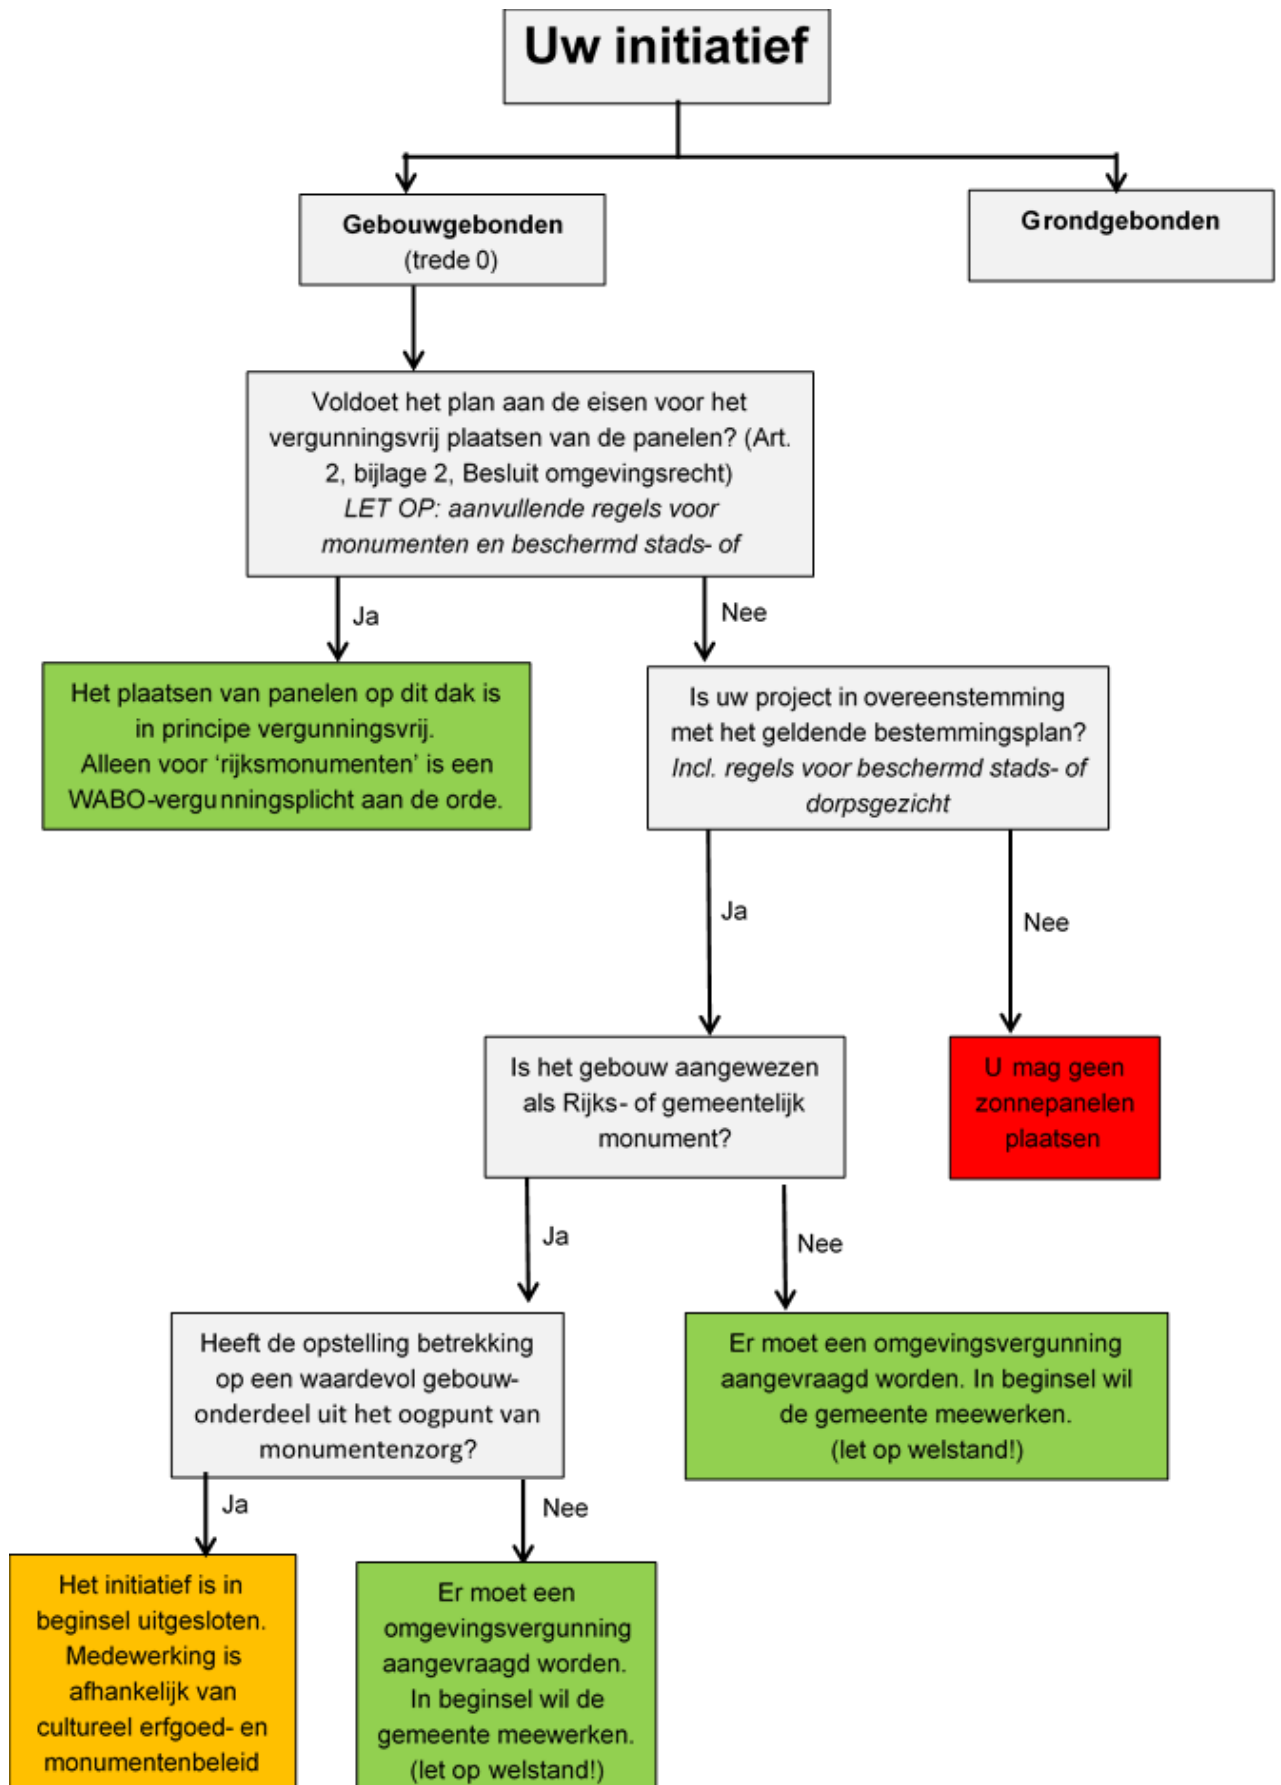 Uw initiatief
Gebouwgebonden
(trede 0)
Grondgebonden
Voldoet het plan aan de eisen voor het
vergunningsvrij plaatsen van de panelen? (Art.
2, bijlage 2, Besluit omgevingsrecht)
LET OP: aanvullende regels voor
monumenten en beschermd stads- of
Ja
Nee
Het plaatsen van panelen op dit dak is
in principe vergunningsvrij.
Alleen voor ‘rijksmonumenten’ is een
WABO-vergunningsplicht aan de orde.
Is uw project in overeenstemming
met het geldende bestemmingsplan?
Incl. regels voor beschermd stads- of
dorpsgezicht
Ja
Nee
Is het gebouw aangewezen
als Rijks- of gemeentelijk
monument?
U mag geen
zonnepanelen
plaatsen
Ja
Nee
Heeft de opstelling betrekking
op een waardevol gebouw-
onderdeel uit het oogpunt van
monumentenzorg?
Er moet een omgevingsvergunning
aangevraagd worden. In beginsel wil
de gemeente meewerken.
(let op welstand!)
Ja
Nee
Het initiatief is in
beginsel uitgesloten.
Medewerking is
afhankelijk van
cultureel erfgoed- en
monumentenbeleid
Er moet een
omgevingsvergunning
aangevraagd worden.
In beginsel wil de
gemeente meewerken.
(let op welstand!)